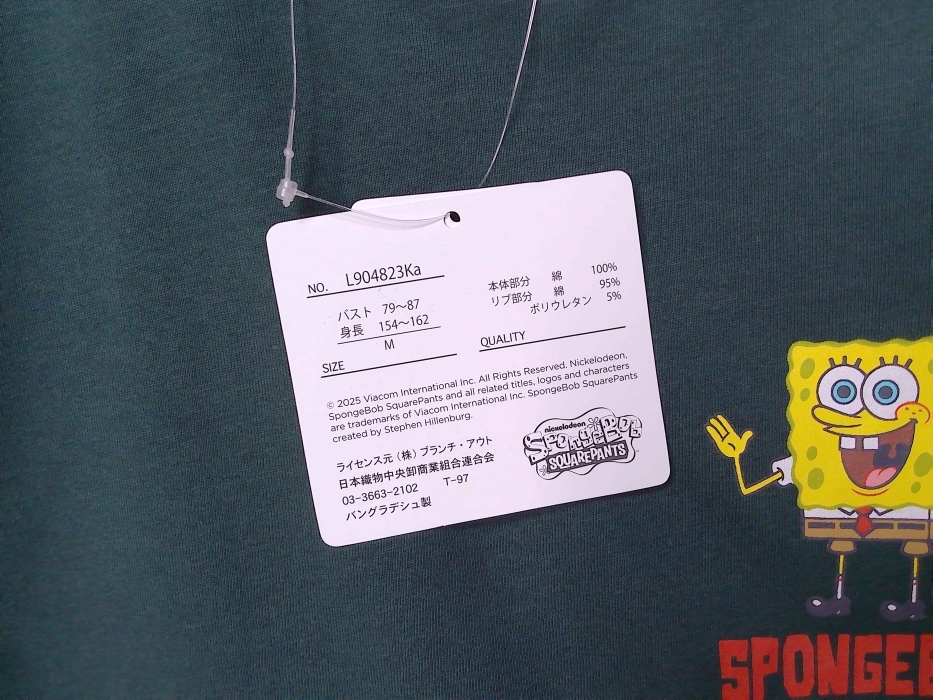 NO. L904823Ka
バスト 79〜87
身長 154〜162
M
SIZE
本体部分 綿 100%
リブ部分 綿 95%
ポリウレタン 5%
QUALITY
© 2025 Viacom International Inc. All Rights Reserved. Nickelodeon,
SpongeBob SquarePants and all related titles, logos and characters
are trademarks of Viacom International Inc. SpongeBob SquarePants
created by Stephen Hillenburg.
ライセンス元 (株) ブランチ・アウト
日本織物中央卸商業組合連合会
03-3663-2102 T-97
バングラデシュ製
nickelodeon
SPONGEBOB
SQUAREPANTS
SPONGEB